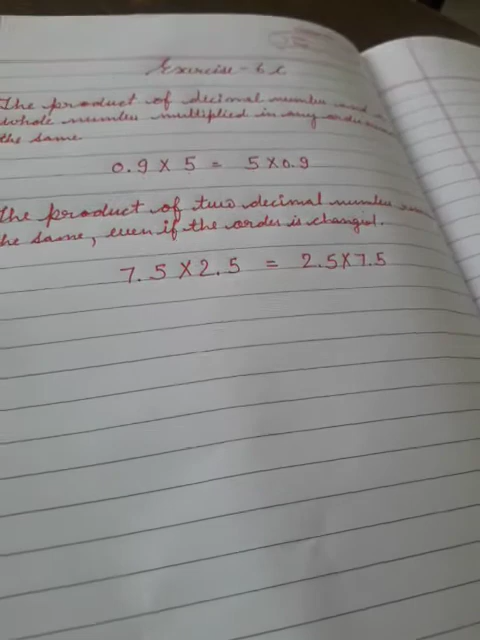 Exercise - 6 c
The product of decimal number and a
whole number multiplied in any order
the same
0.9 X 5 = 5 X 0.9
The product of two decimal number
he same, even if the order is changed.
7.5 X 2.5 = 2.5 X 7.5